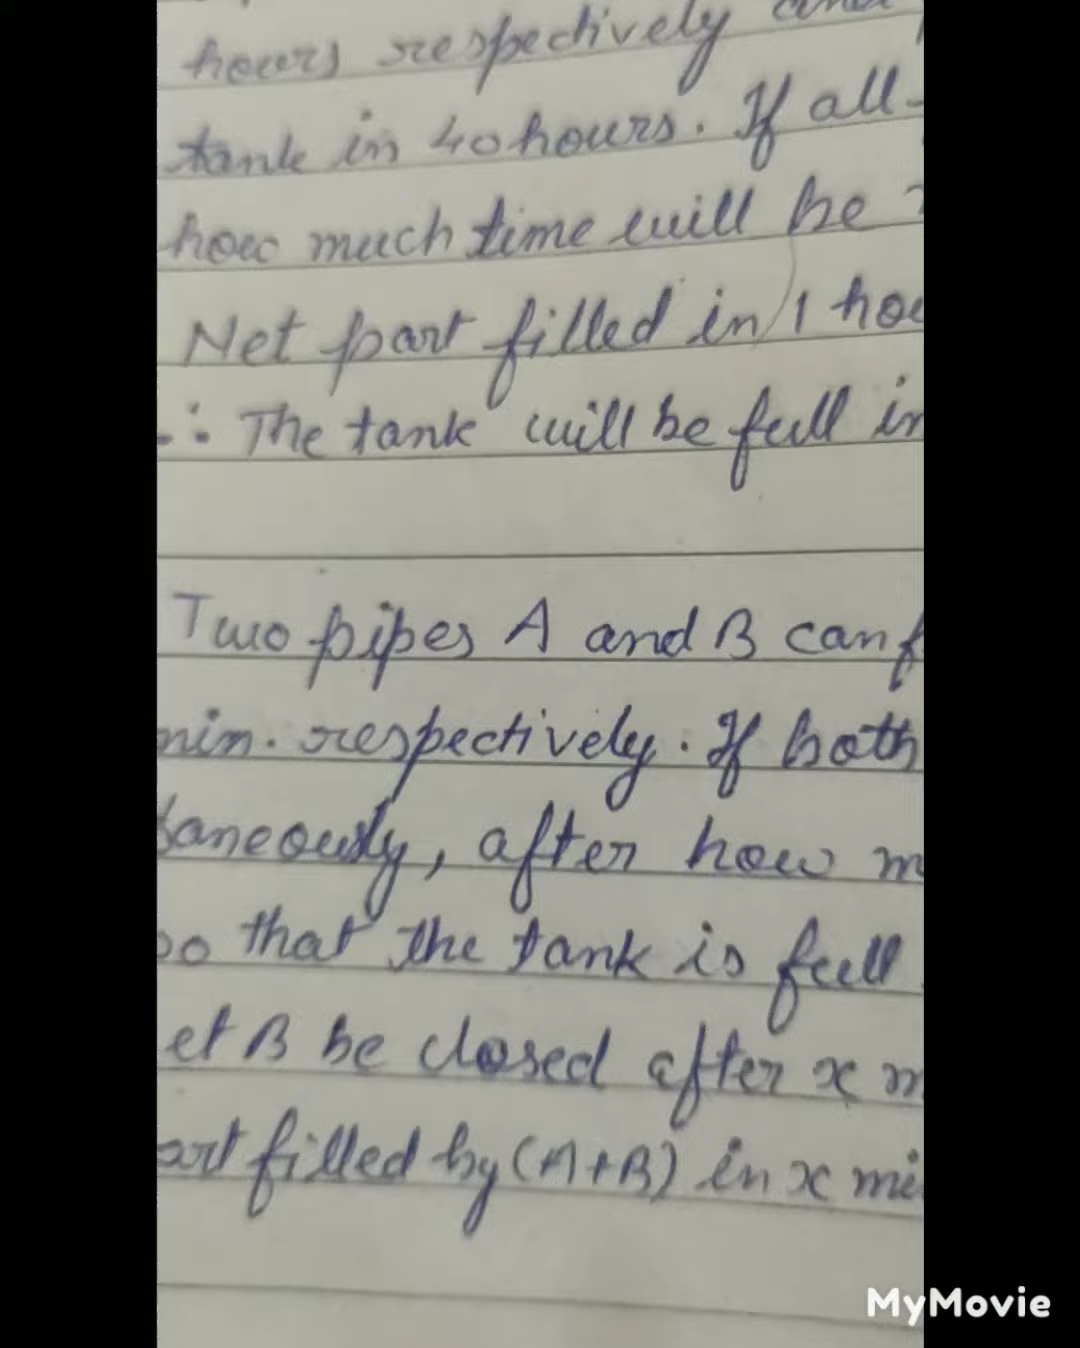 hours respectively and
tank in 40 hours. If all
how much time will be
Net part filled in 1 hou
∴ The tank will be full in
Two pipes A and B can f
min. respectively. If both
taneously, after how m
so that the tank is full
et B be closed after x m
art filled by (A+B) in x mi
MyMovie